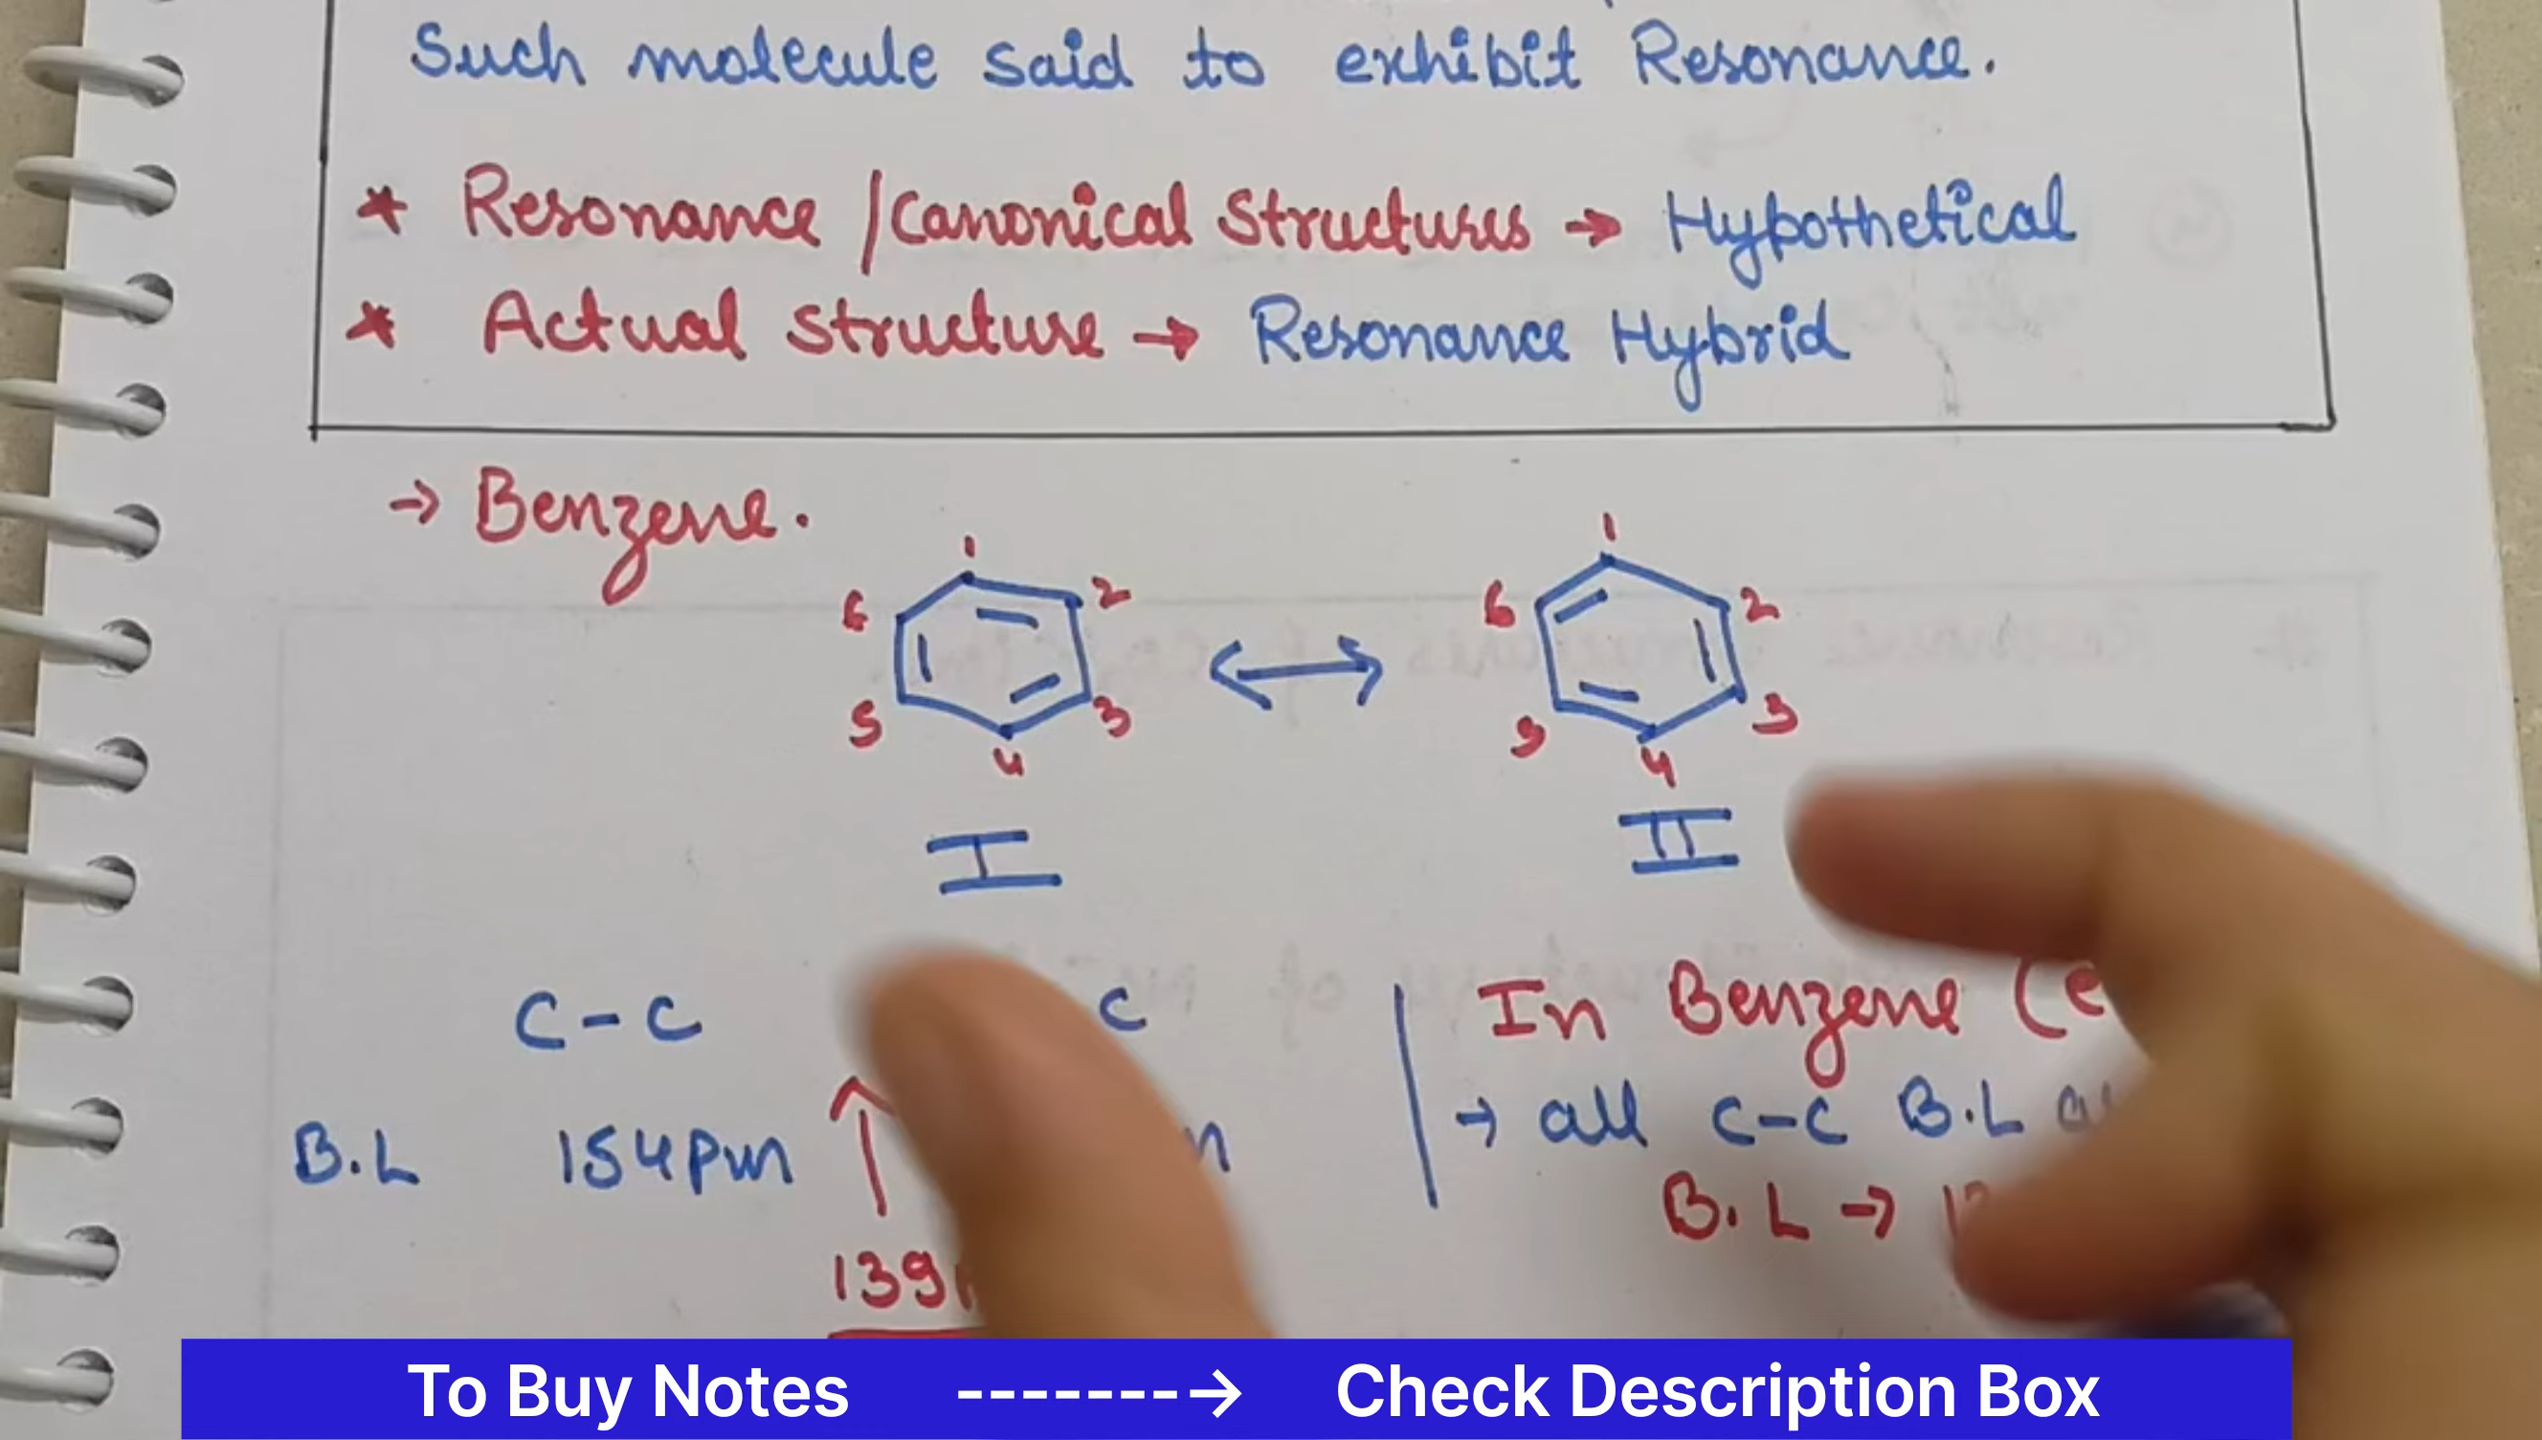 Such molecule said to exhibit Resonance.
* Resonance / Canonical Structures → Hypothetical
* Actual Structure → Resonance Hybrid
→ Benzene.
1 1
6 2 6 2
5 3 5 3
4 4
I II
C-C C
In Benzene (e
→ all C-C B.L
B.L 154pm
B.L →
139
To Buy Notes -------→ Check Description Box